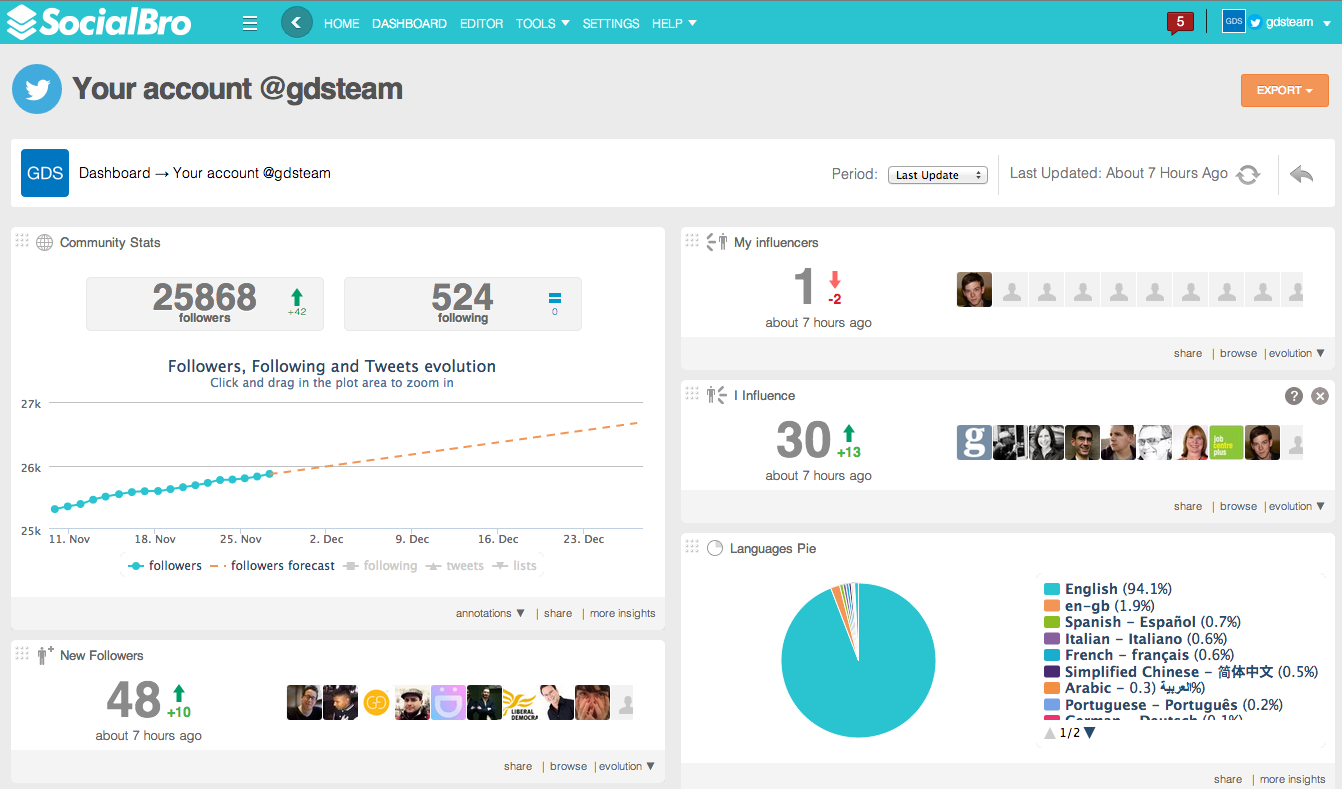 SocialBro
HOME DASHBOARD EDITOR TOOLS ▼ SETTINGS HELP ▼
5
GDS gdsteam
Your account @gdsteam
EXPORT
GDS
Dashboard → Your account @gdsteam
Period: Last Update
Last Updated: About 7 Hours Ago
Community Stats
25868
followers
+42
524
following
0
Followers, Following and Tweets evolution
Click and drag in the plot area to zoom in
27k
26k
25k
11. Nov 18. Nov 25. Nov 2. Dec 9. Dec 16. Dec 23. Dec
followers followers forecast following tweets lists
annotations ▼ | share | more insights
New Followers
48
+10
about 7 hours ago
GD
LIBERAL
share | browse | evolution ▼
My influencers
1
-2
about 7 hours ago
share | browse | evolution ▼
I Influence
? ×
30
+13
about 7 hours ago
g
job
centre
plus
share | browse | evolution ▼
Languages Pie
English (94.1%)
en-gb (1.9%)
Spanish - Español (0.7%)
Italian - Italiano (0.6%)
French - français (0.6%)
Simplified Chinese - 简体中文 (0.5%)
Arabic - العربية (0.3%)
Portuguese - Português (0.2%)
German - Deutsch (0.1%)
1/2
share | more insights